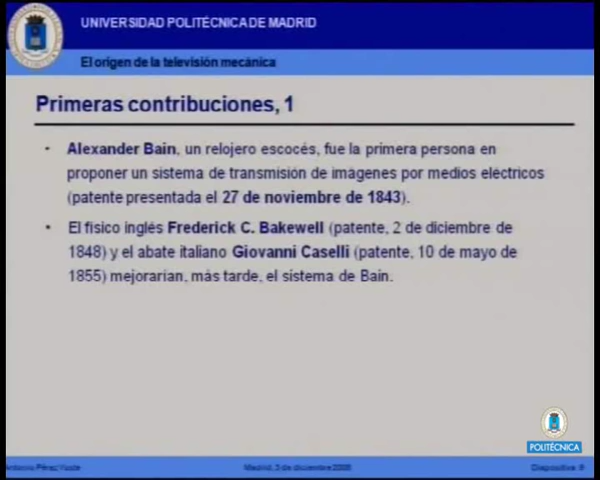 UNIVERSIDAD POLITÉCNICA DE MADRID
El origen de la televisión mecánica
Primeras contribuciones, 1
• Alexander Bain, un relojero escocés, fue la primera persona en
proponer un sistema de transmisión de imágenes por medios eléctricos
(patente presentada el 27 de noviembre de 1843).
• El físico inglés Frederick C. Bakewell (patente, 2 de diciembre de
1848) y el abate italiano Giovanni Caselli (patente, 10 de mayo de
1855) mejorarían, más tarde, el sistema de Bain.
POLITÉCNICA
Antonio Pérez Yuste
Madrid, 3 de diciembre
Diapositiva